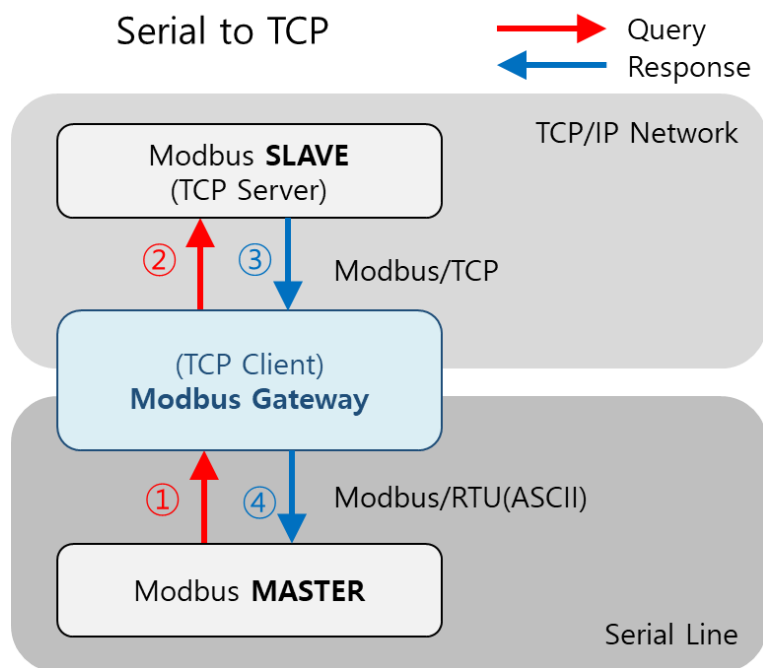 Serial to TCP
Query
Response
TCP/IP Network
Modbus SLAVE
(TCP Server)
②
③
Modbus/TCP
(TCP Client)
Modbus Gateway
①
④
Modbus/RTU(ASCII)
Modbus MASTER
Serial Line